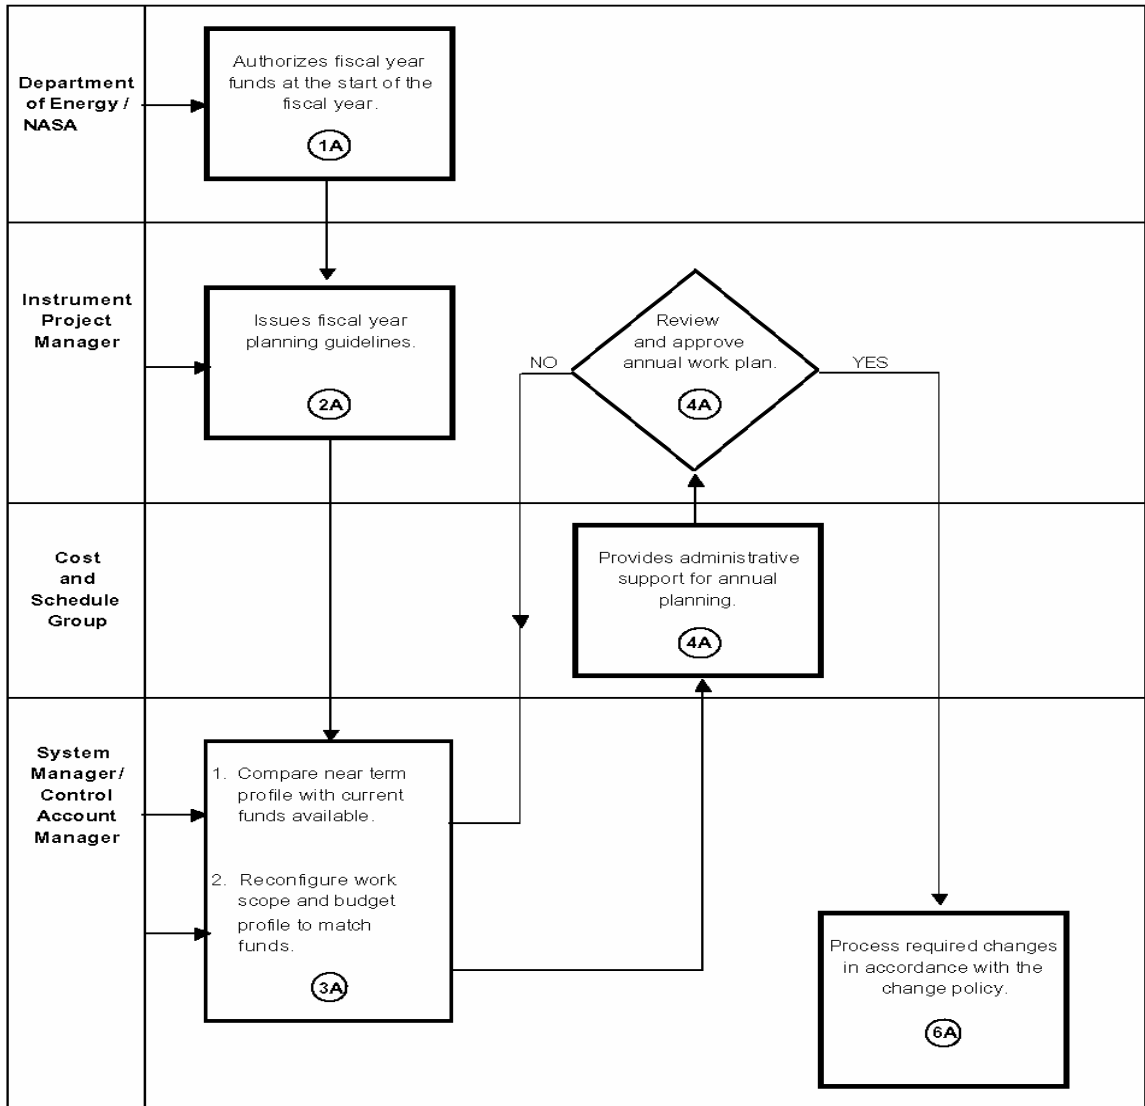 Department
of Energy /
NASA
Authorizes fiscal year
funds at the start of the
fiscal year.
1A
Instrument
Project
Manager
Issues fiscal year
planning guidelines.
2A
Review
and approve
annual work plan.
4A
NO
YES
Cost
and
Schedule
Group
Provides administrative
support for annual
planning.
4A
System
Manager/
Control
Account
Manager
1. Compare near term
profile with current
funds available.
2. Reconfigure work
scope and budget
profile to match
funds.
3A
Process required changes
in accordance with the
change policy.
6A